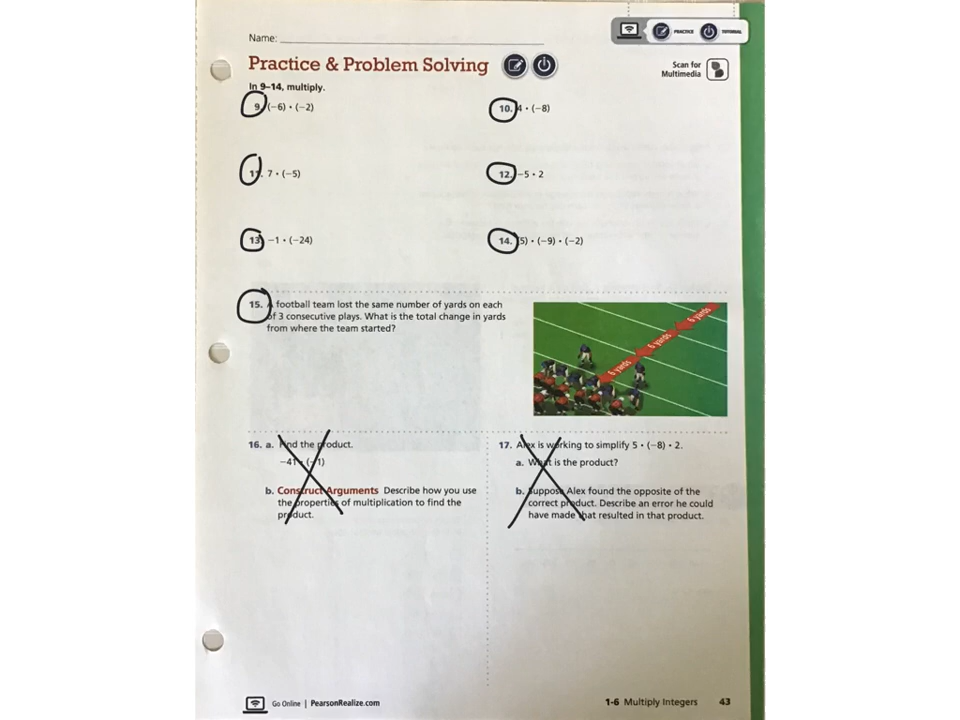 PRACTICE TUTORIAL
Name:
Practice & Problem Solving
Scan for
Multimedia
In 9–14, multiply.
9. (−6) • (−2)
10. 4 • (−8)
11. 7 • (−5)
12. −5 • 2
13. −1 • (−24)
14. (5) • (−9) • (−2)
15. A football team lost the same number of yards on each
of 3 consecutive plays. What is the total change in yards
from where the team started?
6 yards
6 yards
6 yards
16. a. Find the product.
−41 • (−1)
b. Construct Arguments Describe how you use
the properties of multiplication to find the
product.
17. Alex is working to simplify 5 • (−8) • 2.
a. What is the product?
b. Suppose Alex found the opposite of the
correct product. Describe an error he could
have made that resulted in that product.
Go Online | PearsonRealize.com
1-6 Multiply Integers 43